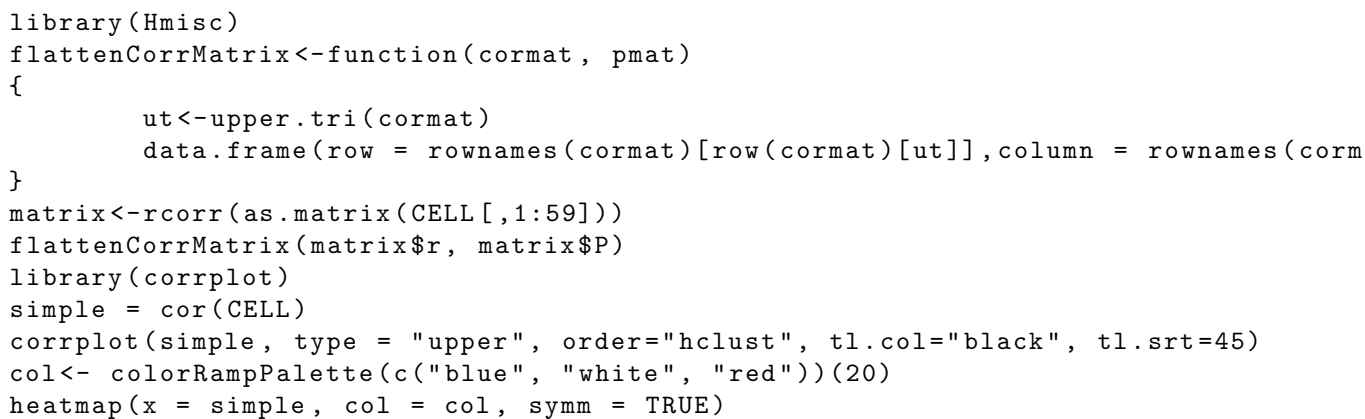 library(Hmisc)
flattenCorrMatrix<-function(cormat, pmat)
{
        ut<-upper.tri(cormat)
        data.frame(row = rownames(cormat)[row(cormat)[ut]],column = rownames(corm
}
matrix<-rcorr(as.matrix(CELL[,1:59]))
flattenCorrMatrix(matrix$r, matrix$P)
library(corrplot)
simple = cor(CELL)
corrplot(simple, type = "upper", order="hclust", tl.col="black", tl.srt=45)
col<- colorRampPalette(c("blue", "white", "red"))(20)
heatmap(x = simple, col = col, symm = TRUE)